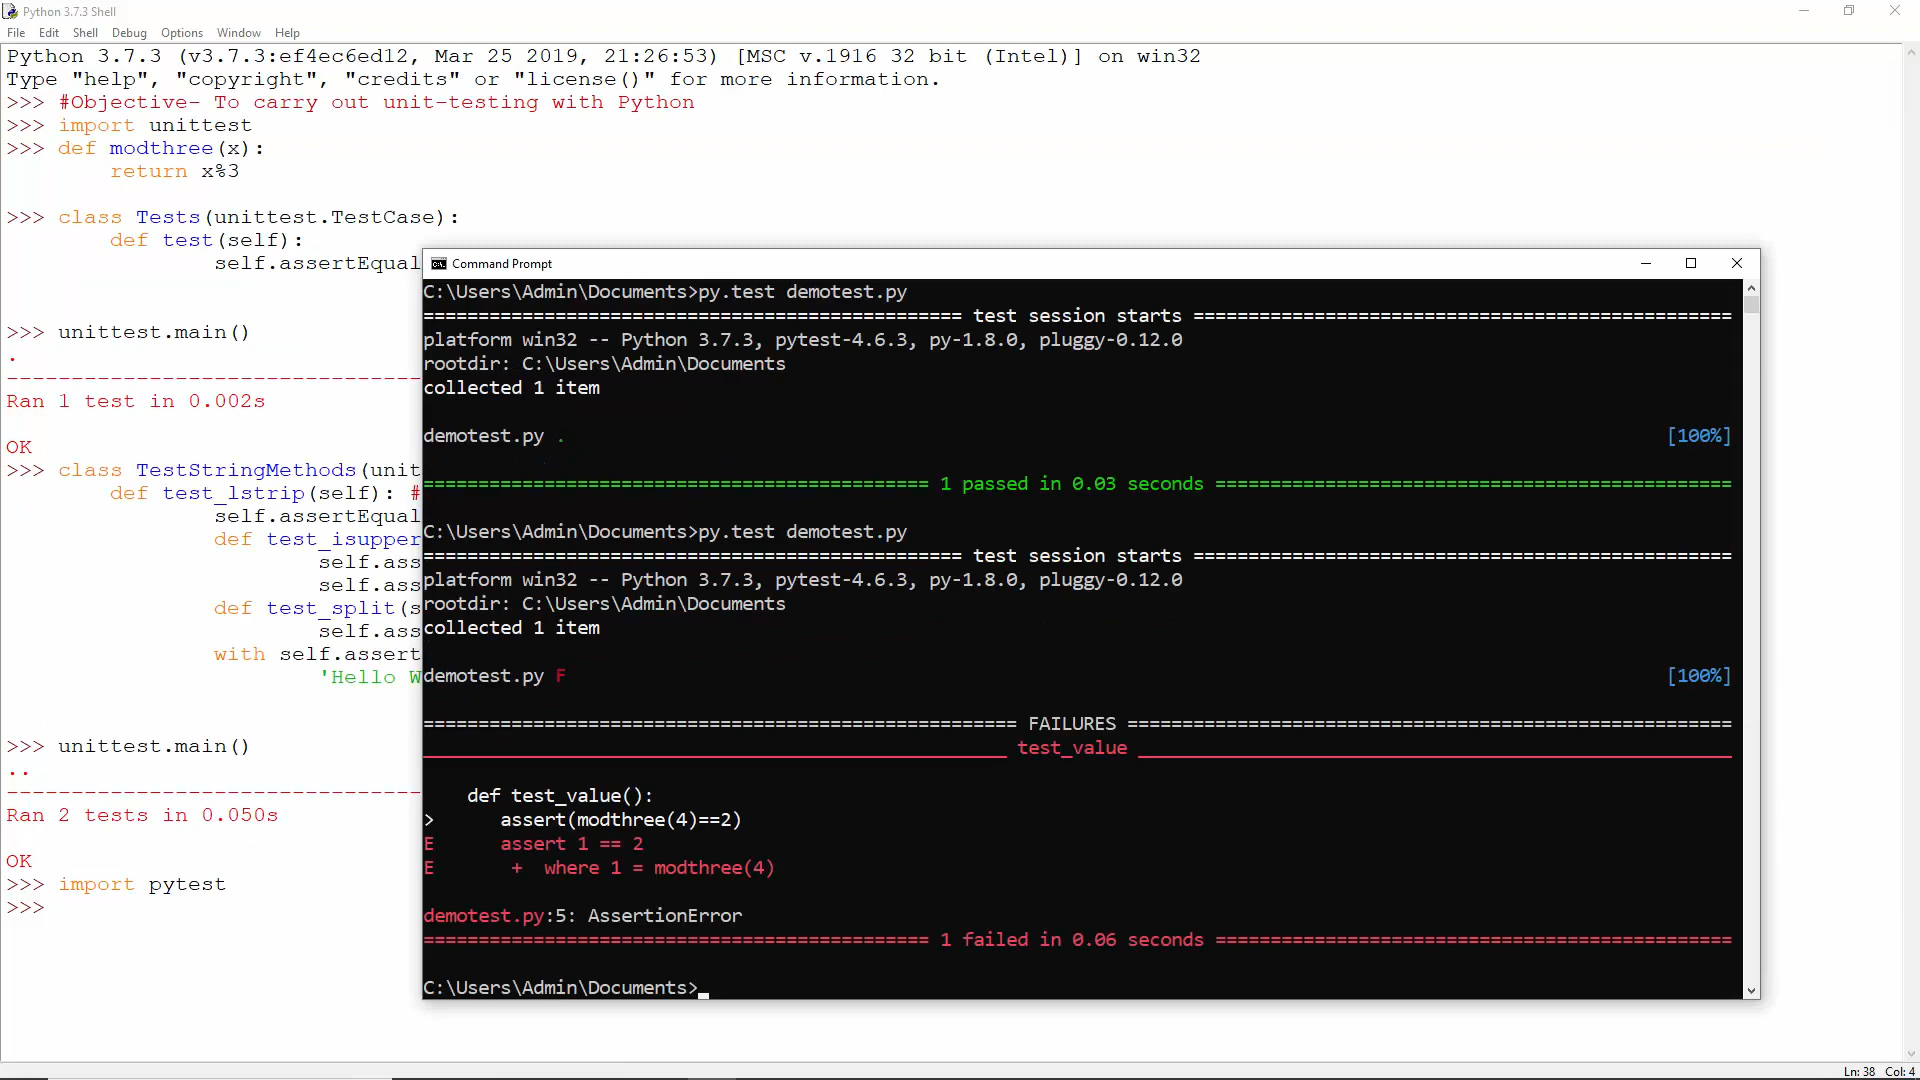 Python 3.7.3 Shell
File Edit Shell Debug Options Window Help
Python 3.7.3 (v3.7.3:ef4ec6ed12, Mar 25 2019, 21:26:53) [MSC v.1916 32 bit (Intel)] on win32
Type "help", "copyright", "credits" or "license()" for more information.
>>> #Objective- To carry out unit-testing with Python
>>> import unittest
>>> def modthree(x):
        return x%3
>>> class Tests(unittest.TestCase):
        def test(self):
                self.assertEqual
>>> unittest.main()
.
--------------------------------
Ran 1 test in 0.002s
OK
>>> class TestStringMethods(unit
        def test_lstrip(self): #
                self.assertEqual
                def test_isupper
                        self.ass
                        self.ass
                def test_split(s
                        self.ass
                with self.assert
                        'Hello W
>>> unittest.main()
..
--------------------------------
Ran 2 tests in 0.050s
OK
>>> import pytest
>>>
Command Prompt
C:\Users\Admin\Documents>py.test demotest.py
================================================= test session starts =================================================
platform win32 -- Python 3.7.3, pytest-4.6.3, py-1.8.0, pluggy-0.12.0
rootdir: C:\Users\Admin\Documents
collected 1 item
demotest.py . [100%]
============================================== 1 passed in 0.03 seconds ===============================================
C:\Users\Admin\Documents>py.test demotest.py
================================================= test session starts =================================================
platform win32 -- Python 3.7.3, pytest-4.6.3, py-1.8.0, pluggy-0.12.0
rootdir: C:\Users\Admin\Documents
collected 1 item
demotest.py F [100%]
====================================================== FAILURES =======================================================
_____________________________________________________ test_value ______________________________________________________
    def test_value():
>      assert(modthree(4)==2)
E      assert 1 == 2
E       +  where 1 = modthree(4)
demotest.py:5: AssertionError
============================================== 1 failed in 0.06 seconds ===============================================
C:\Users\Admin\Documents>_
Ln: 38 Col: 4